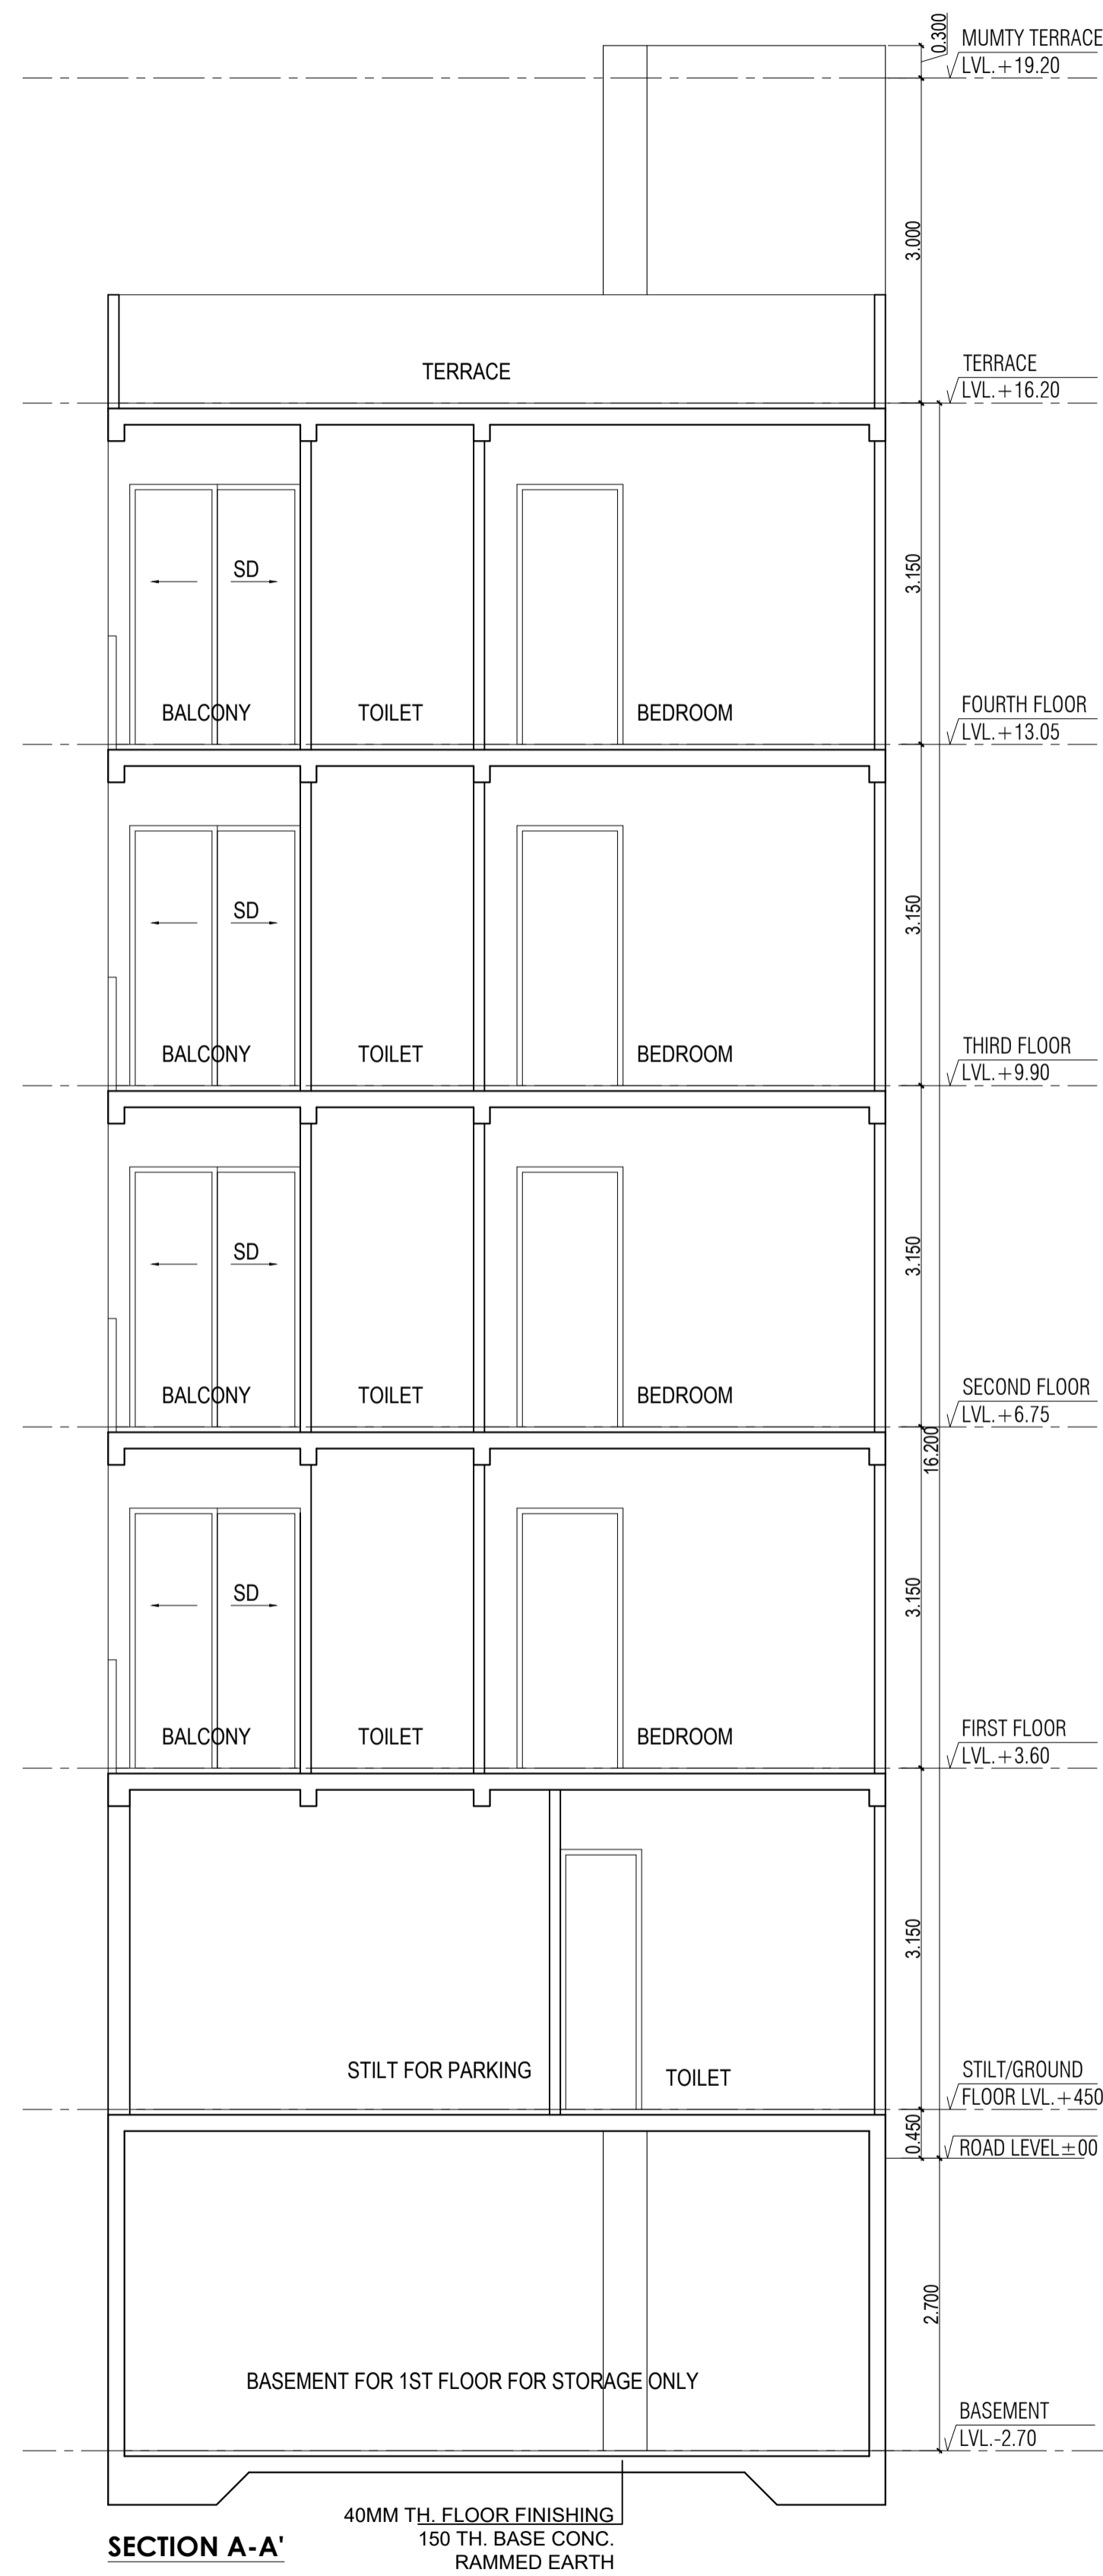 0.300
MUMTY TERRACE
LVL.+19.20
3.000
TERRACE
TERRACE
LVL.+16.20
3.150
SD
BALCONY
TOILET
BEDROOM
FOURTH FLOOR
LVL.+13.05
3.150
SD
BALCONY
TOILET
BEDROOM
THIRD FLOOR
LVL.+9.90
3.150
SD
BALCONY
TOILET
BEDROOM
SECOND FLOOR
LVL.+6.75
16.200
3.150
SD
BALCONY
TOILET
BEDROOM
FIRST FLOOR
LVL.+3.60
3.150
STILT FOR PARKING
TOILET
STILT/GROUND
FLOOR LVL.+450
0.450
ROAD LEVEL±00
2.700
BASEMENT FOR 1ST FLOOR FOR STORAGE ONLY
BASEMENT
LVL.-2.70
40MM TH. FLOOR FINISHING
150 TH. BASE CONC.
RAMMED EARTH
SECTION A-A'